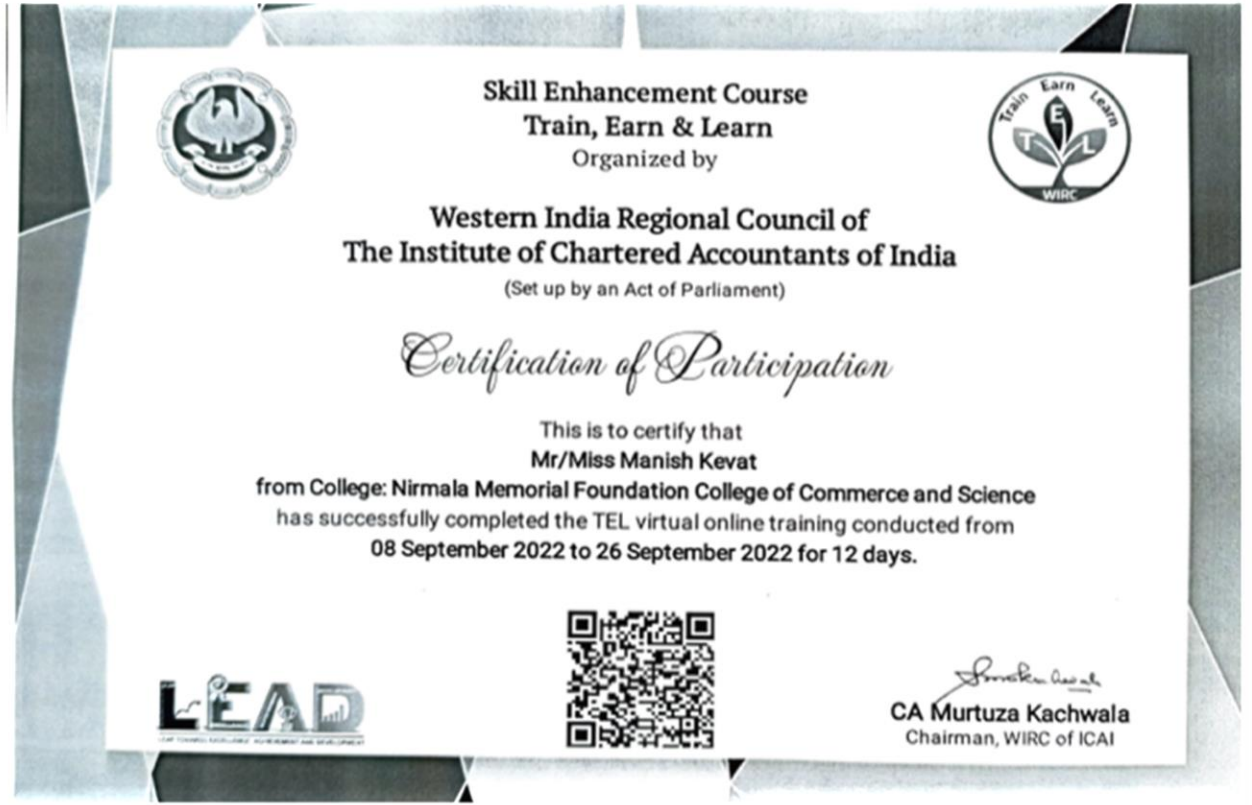 Skill Enhancement Course
Train, Earn & Learn
Organized by
Train Earn Learn
T E L
WIRC
Western India Regional Council of
The Institute of Chartered Accountants of India
(Set up by an Act of Parliament)
Certification of Participation
This is to certify that
Mr/Miss Manish Kevat
from College: Nirmala Memorial Foundation College of Commerce and Science
has successfully completed the TEL virtual online training conducted from
08 September 2022 to 26 September 2022 for 12 days.
LEAD
CA Murtuza Kachwala
Chairman, WIRC of ICAI